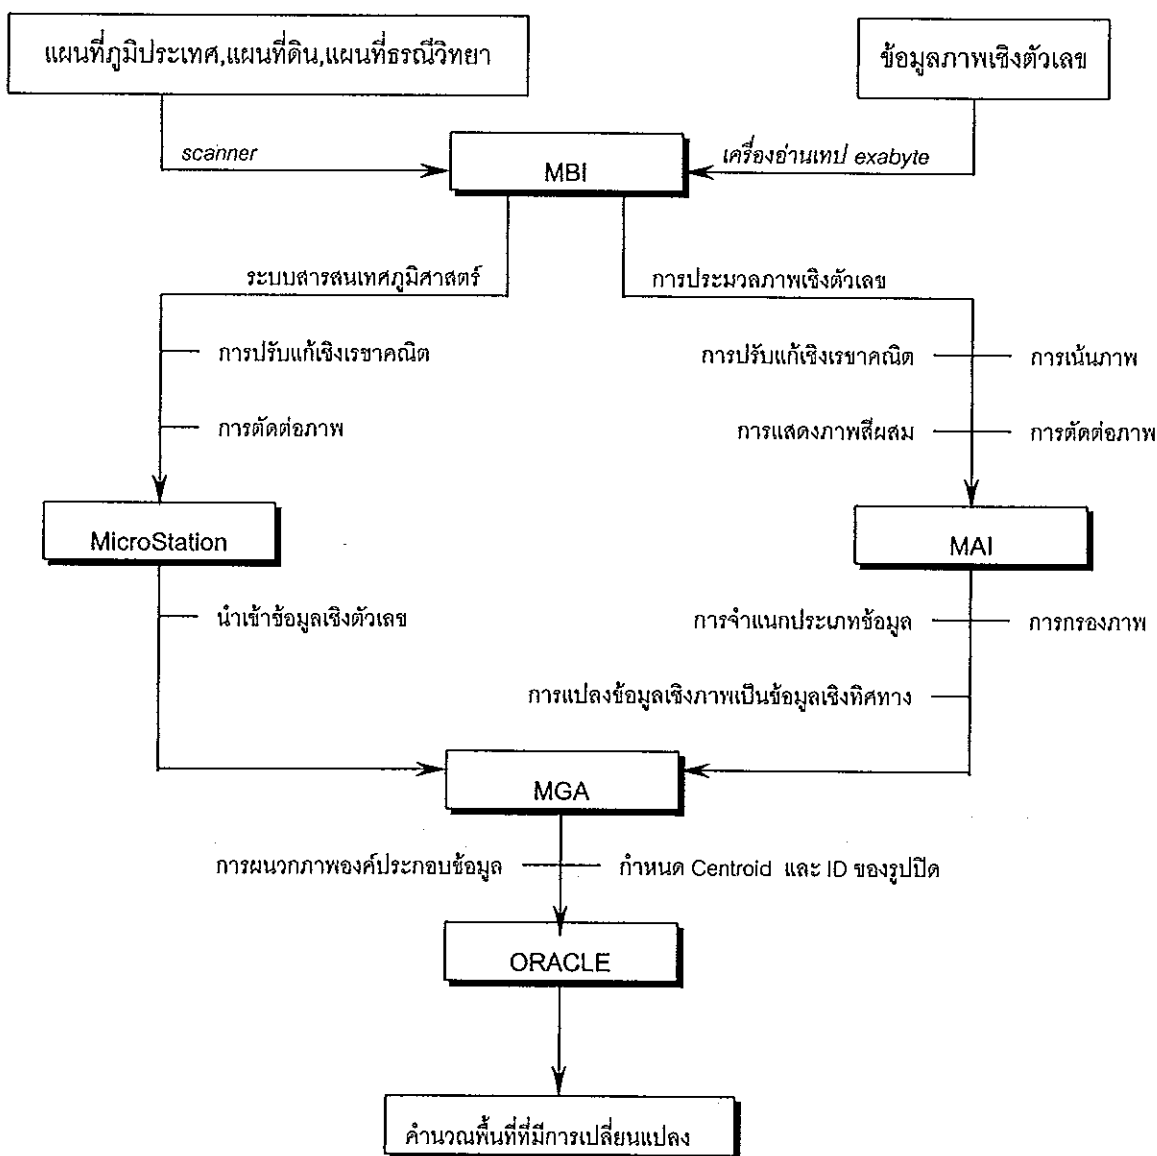 แผนที่ภูมิประเทศ,แผนที่ดิน,แผนที่ธรณีวิทยา
ข้อมูลภาพเชิงตัวเลข
scanner
เครื่องอ่านเทป exabyte
MBI
ระบบสารสนเทศภูมิศาสตร์
การประมวลภาพเชิงตัวเลข
การปรับแก้เชิงเรขาคณิต
การปรับแก้เชิงเรขาคณิต
การเน้นภาพ
การตัดต่อภาพ
การแสดงภาพสีผสม
การตัดต่อภาพ
MicroStation
MAI
นำเข้าข้อมูลเชิงตัวเลข
การจำแนกประเภทข้อมูล
การกรองภาพ
การแปลงข้อมูลเชิงภาพเป็นข้อมูลเชิงทิศทาง
MGA
การผนวกภาพองค์ประกอบข้อมูล
กำหนด Centroid และ ID ของรูปปิด
ORACLE
คำนวณพื้นที่ที่มีการเปลี่ยนแปลง